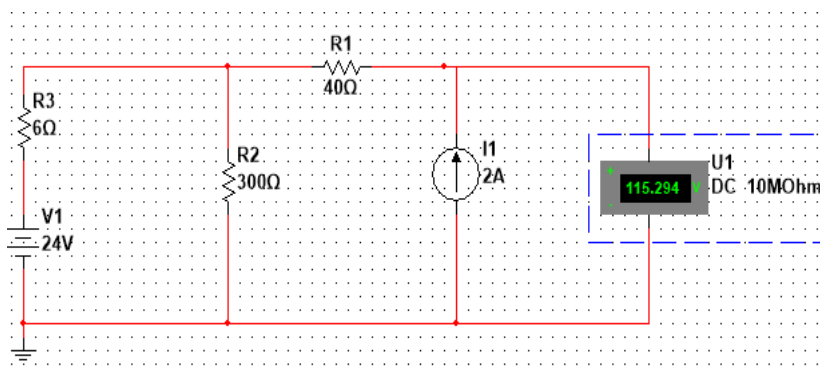 R1
40Ω
R3
6Ω
R2
300Ω
I1
2A
U1
+
115.294 V
-
DC 10MOhm
V1
24V